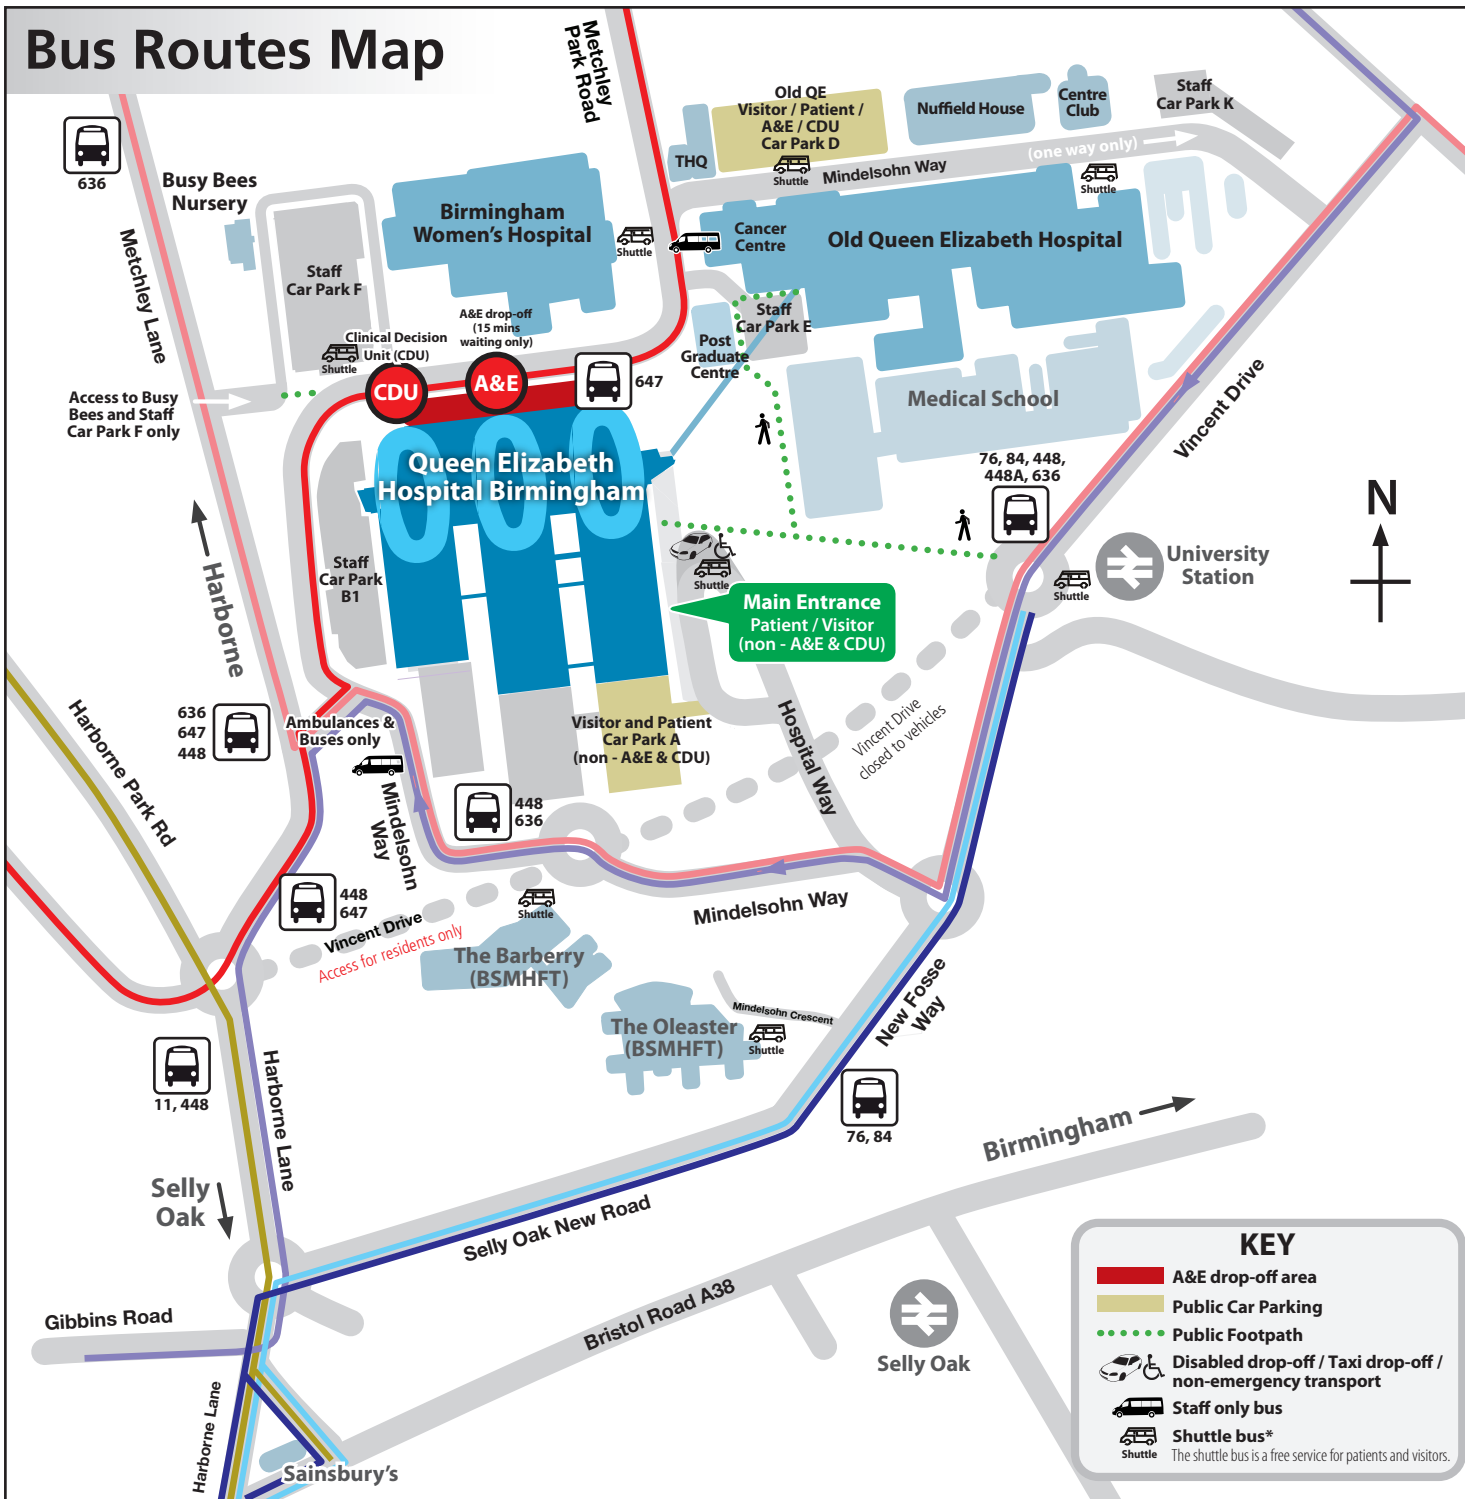 Bus Routes Map
636
Metchley
Park Road
Old QE
Visitor / Patient /
A&E / CDU
Car Park D
Nuffield House
Centre
Club
Staff
Car Park K
THQ
Shuttle
Mindelsohn Way
(one way only)
Shuttle
Busy Bees
Nursery
Birmingham
Women's Hospital
Shuttle
Cancer
Centre
Old Queen Elizabeth Hospital
Metchley Lane
Staff
Car Park F
A&E drop-off
(15 mins
waiting only)
Clinical Decision
Unit (CDU)
Shuttle
CDU
A&E
647
Staff
Car Park E
Post
Graduate
Centre
Medical School
Vincent Drive
Access to Busy
Bees and Staff
Car Park F only
Queen Elizabeth
Hospital Birmingham
76, 84, 448,
448A, 636
N
Harborne
Staff
Car Park
B1
Shuttle
University
Station
Shuttle
Main Entrance
Patient / Visitor
(non - A&E & CDU)
636
647
448
Ambulances &
Buses only
Visitor and Patient
Car Park A
(non - A&E & CDU)
Hospital Way
Vincent Drive
closed to vehicles
Harborne Park Rd
Mindelsohn
Way
448
636
448
647
Shuttle
Mindelsohn Way
Vincent Drive
Access for residents only
The Barberry
(BSMHFT)
The Oleaster
(BSMHFT)
Mindelsohn Crescent
Shuttle
New Fosse
Way
11, 448
Harborne Lane
76, 84
Birmingham
Selly
Oak
Selly Oak New Road
Gibbins Road
Bristol Road A38
Selly Oak
Harborne Lane
Sainsbury's
KEY
A&E drop-off area
Public Car Parking
Public Footpath
Disabled drop-off / Taxi drop-off /
non-emergency transport
Staff only bus
Shuttle bus*
Shuttle
The shuttle bus is a free service for patients and visitors.